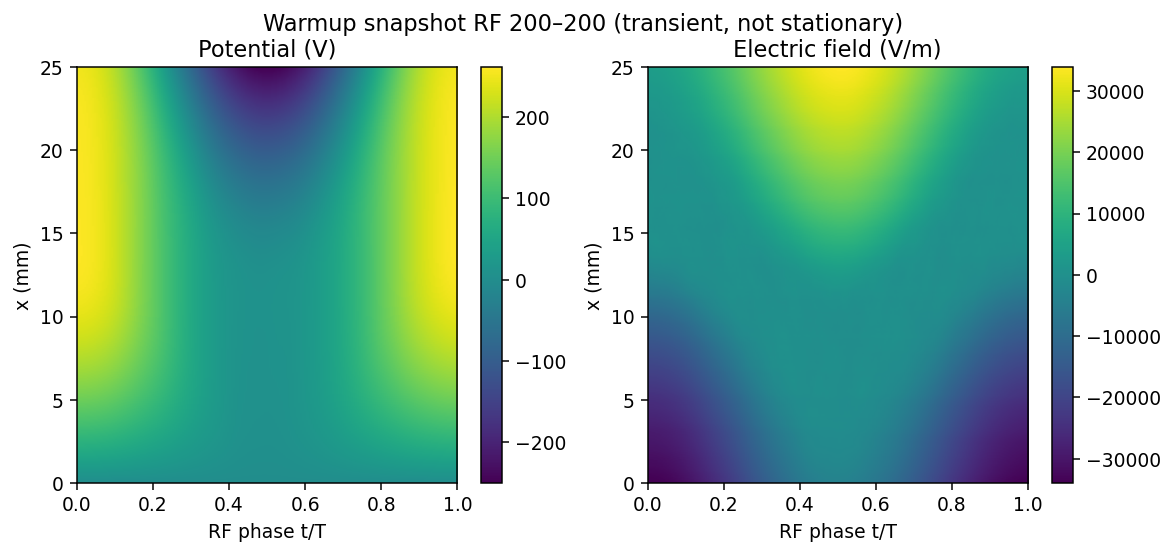 Warmup snapshot RF 200–200 (transient, not stationary)
Potential (V)
Electric field (V/m)
25
20
15
10
5
0
x (mm)
0.0 0.2 0.4 0.6 0.8 1.0
RF phase t/T
200
100
0
−100
−200
25
20
15
10
5
0
x (mm)
0.0 0.2 0.4 0.6 0.8 1.0
RF phase t/T
30000
20000
10000
0
−10000
−20000
−30000